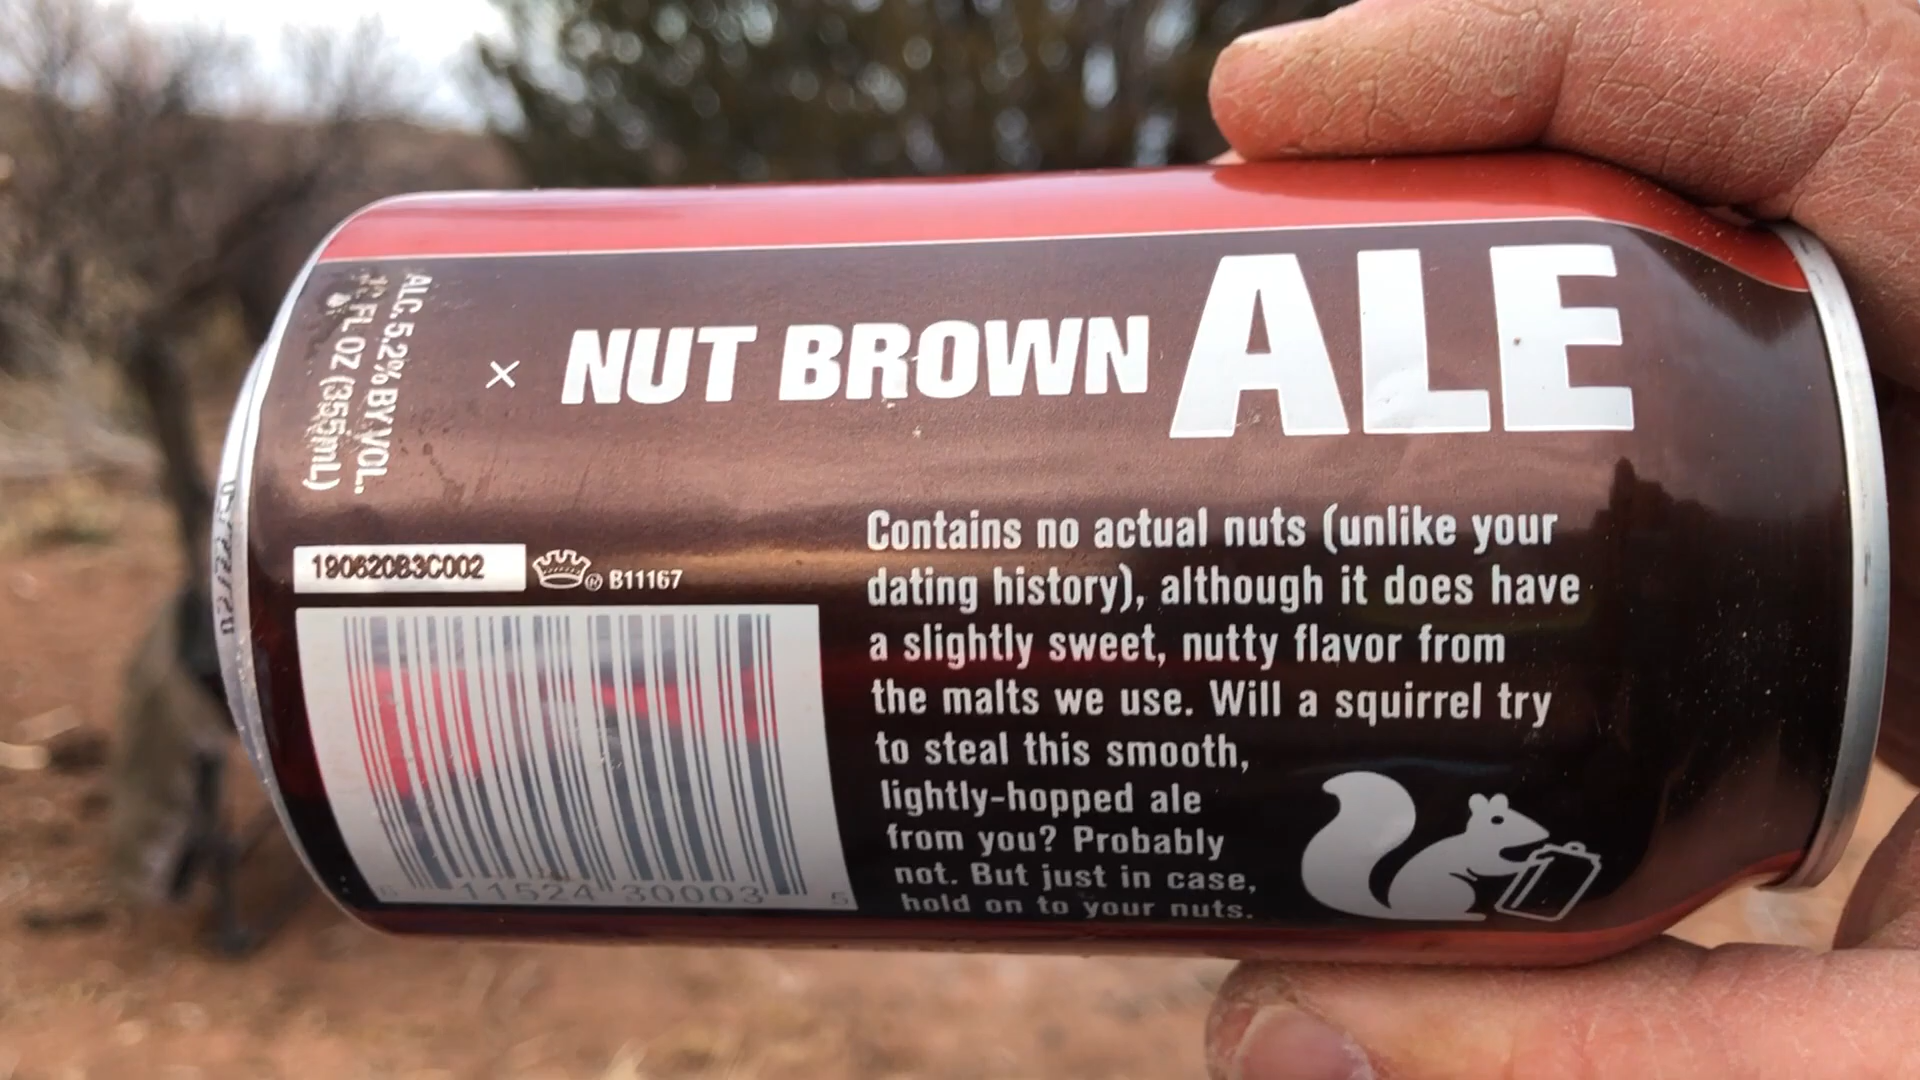 × NUT BROWN ALE
ALC. 5.2% BY VOL.
12 FL OZ (355mL)
190620B3C002
® B11167
11524 30003 5
Contains no actual nuts (unlike your
dating history), although it does have
a slightly sweet, nutty flavor from
the malts we use. Will a squirrel try
to steal this smooth,
lightly-hopped ale
from you? Probably
not. But just in case,
hold on to your nuts.